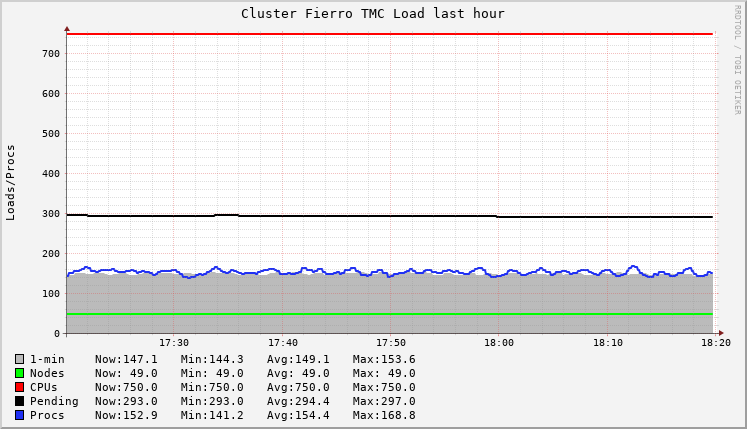 Cluster Fierro TMC Load last hour
RRDTOOL / TOBI OETIKER
Loads/Procs
700
600
500
400
300
200
100
0
17:30 17:40 17:50 18:00 18:10 18:20
1-min Now:147.1 Min:144.3 Avg:149.1 Max:153.6
Nodes Now: 49.0 Min: 49.0 Avg: 49.0 Max: 49.0
CPUs Now:750.0 Min:750.0 Avg:750.0 Max:750.0
Pending Now:293.0 Min:293.0 Avg:294.4 Max:297.0
Procs Now:152.9 Min:141.2 Avg:154.4 Max:168.8